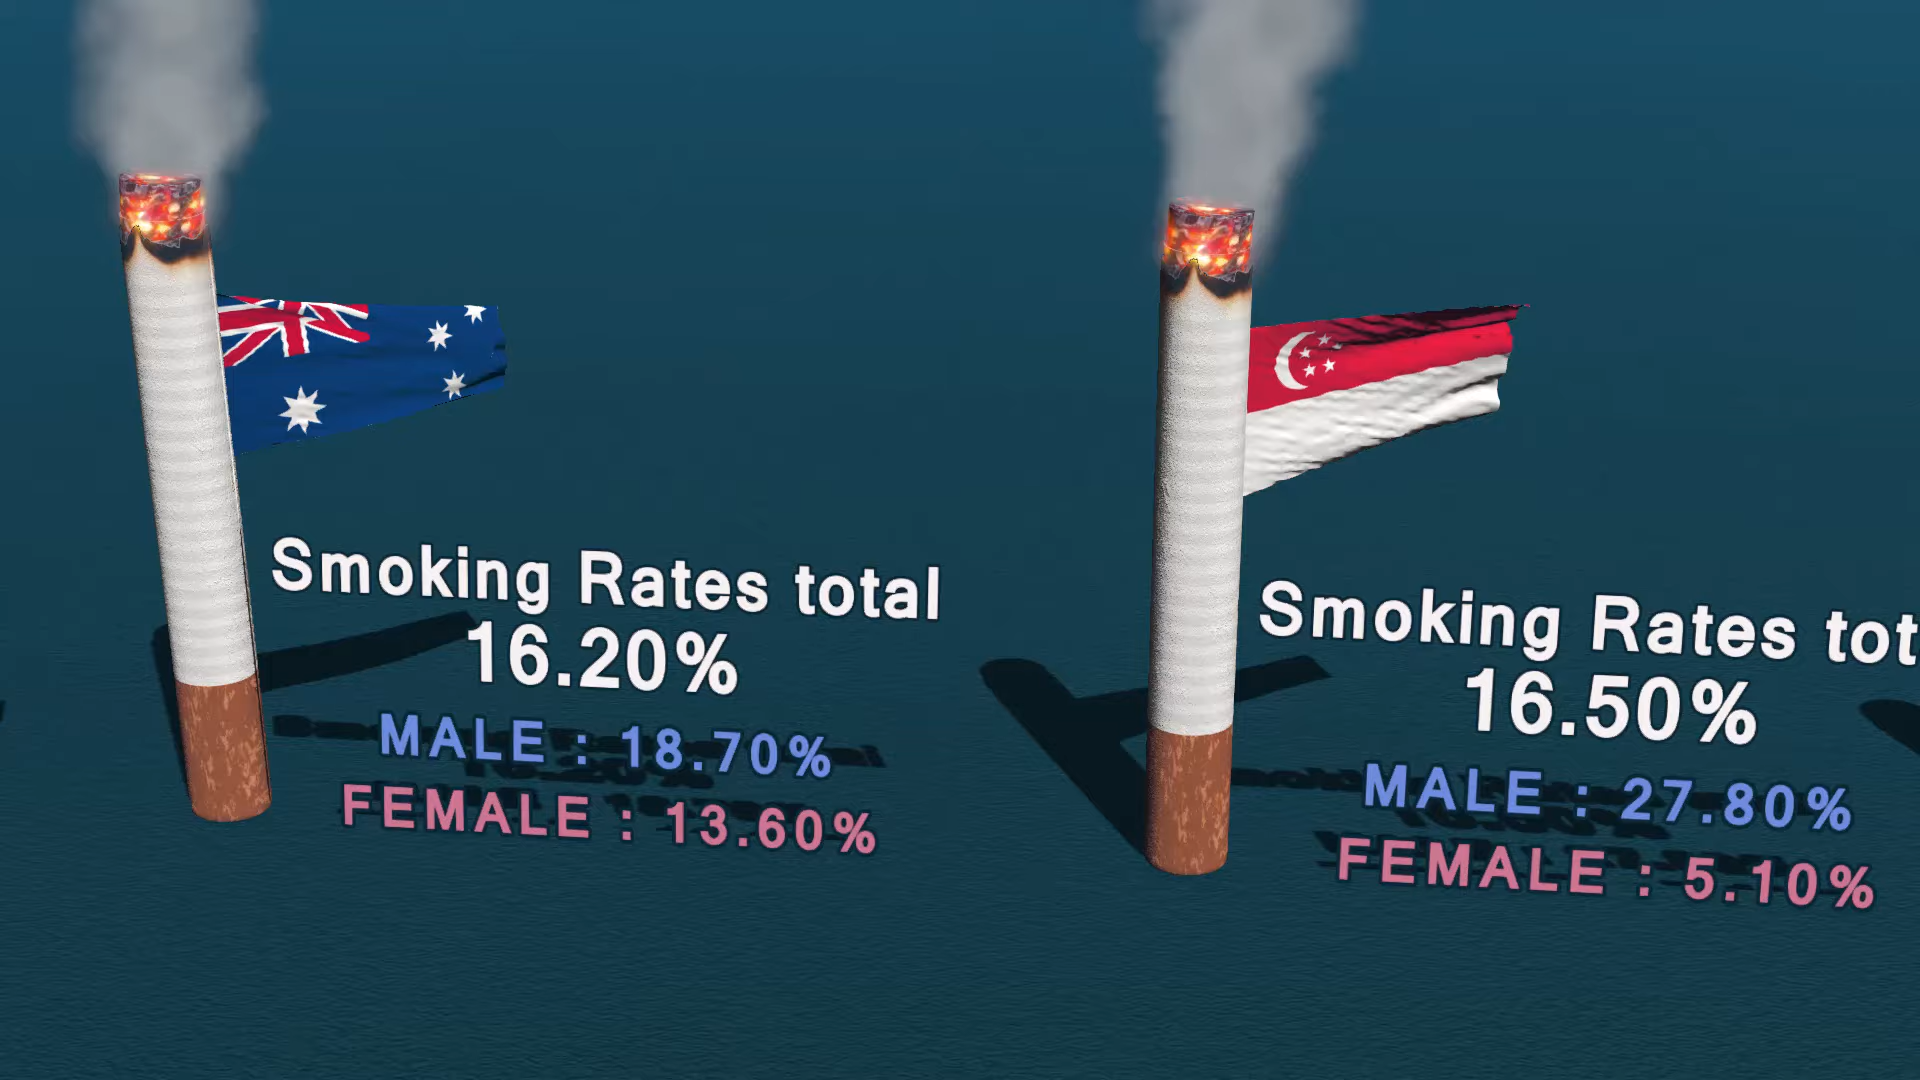 Smoking Rates total
16.20%
MALE : 18.70%
FEMALE : 13.60%
Smoking Rates tot
16.50%
MALE : 27.80%
FEMALE : 5.10%